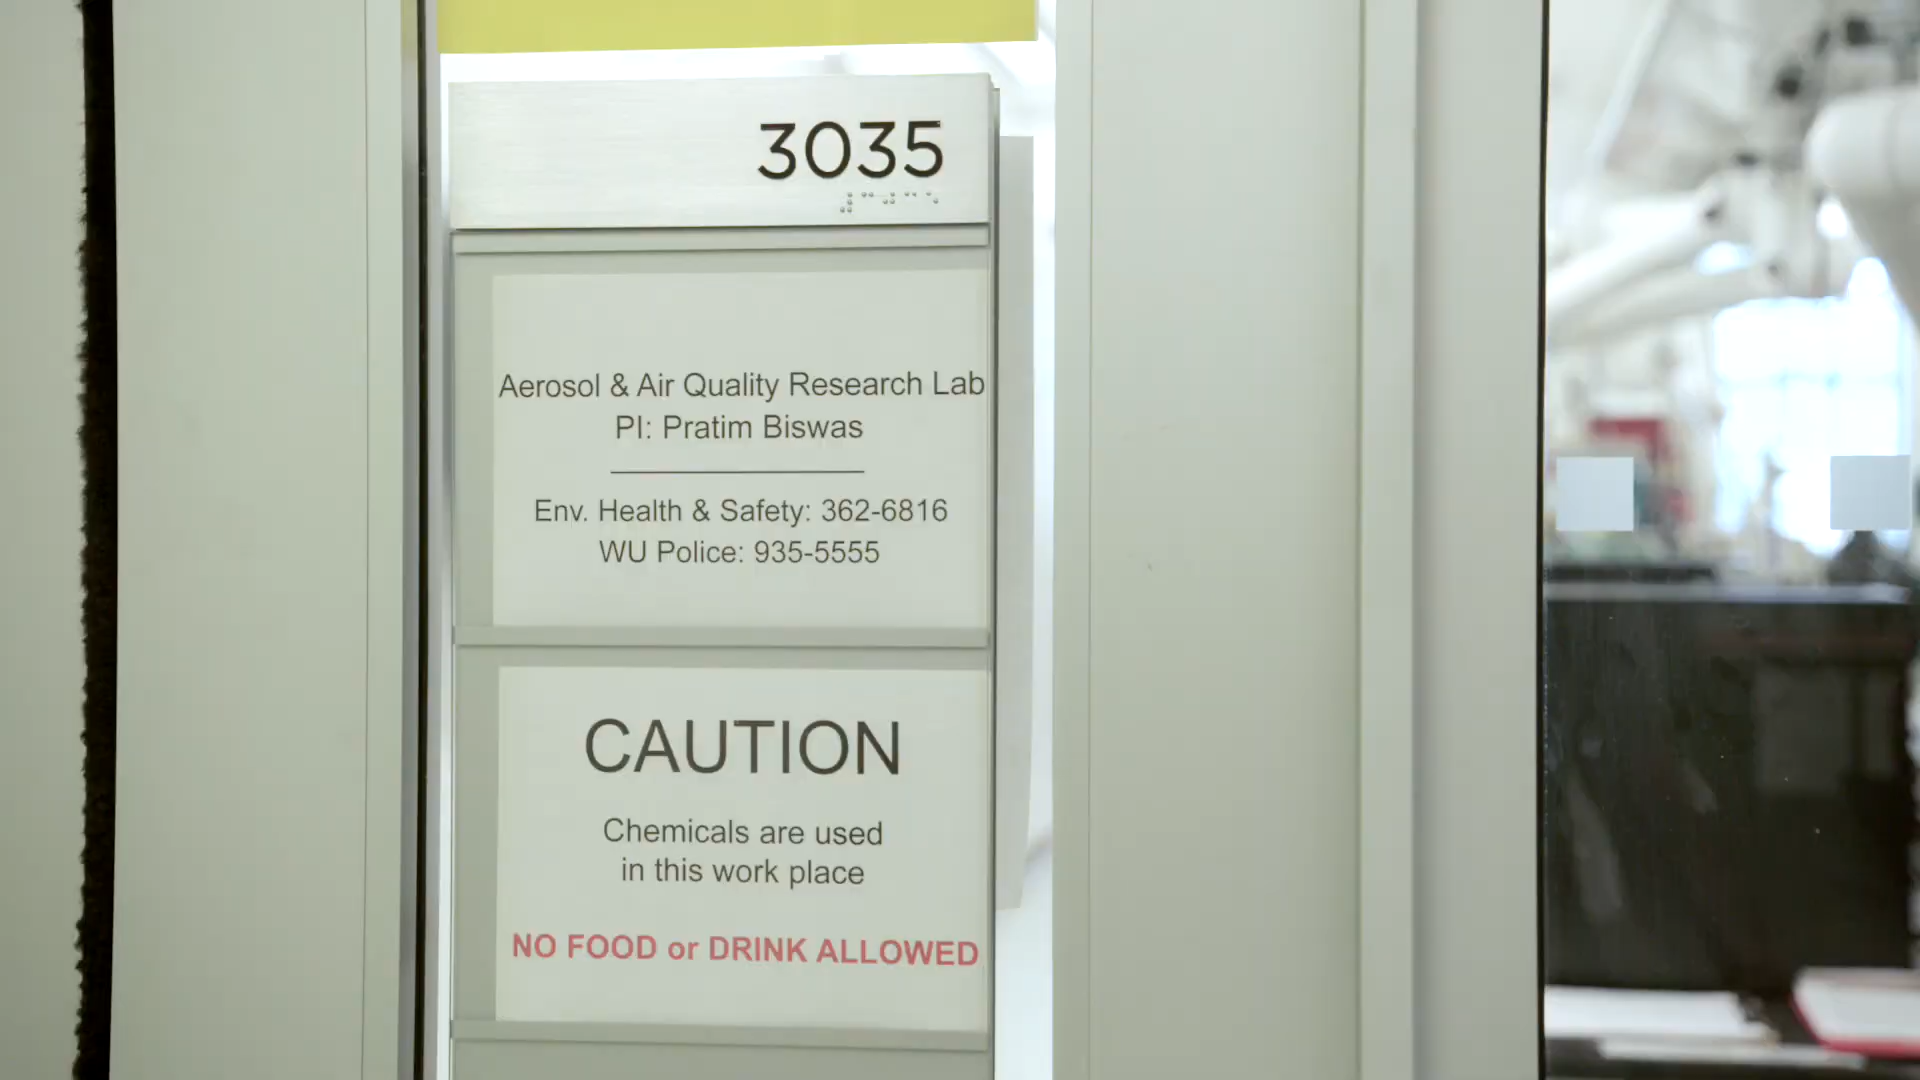 3035
Aerosol & Air Quality Research Lab
PI: Pratim Biswas
Env. Health & Safety: 362-6816
WU Police: 935-5555
CAUTION
Chemicals are used
in this work place
NO FOOD or DRINK ALLOWED